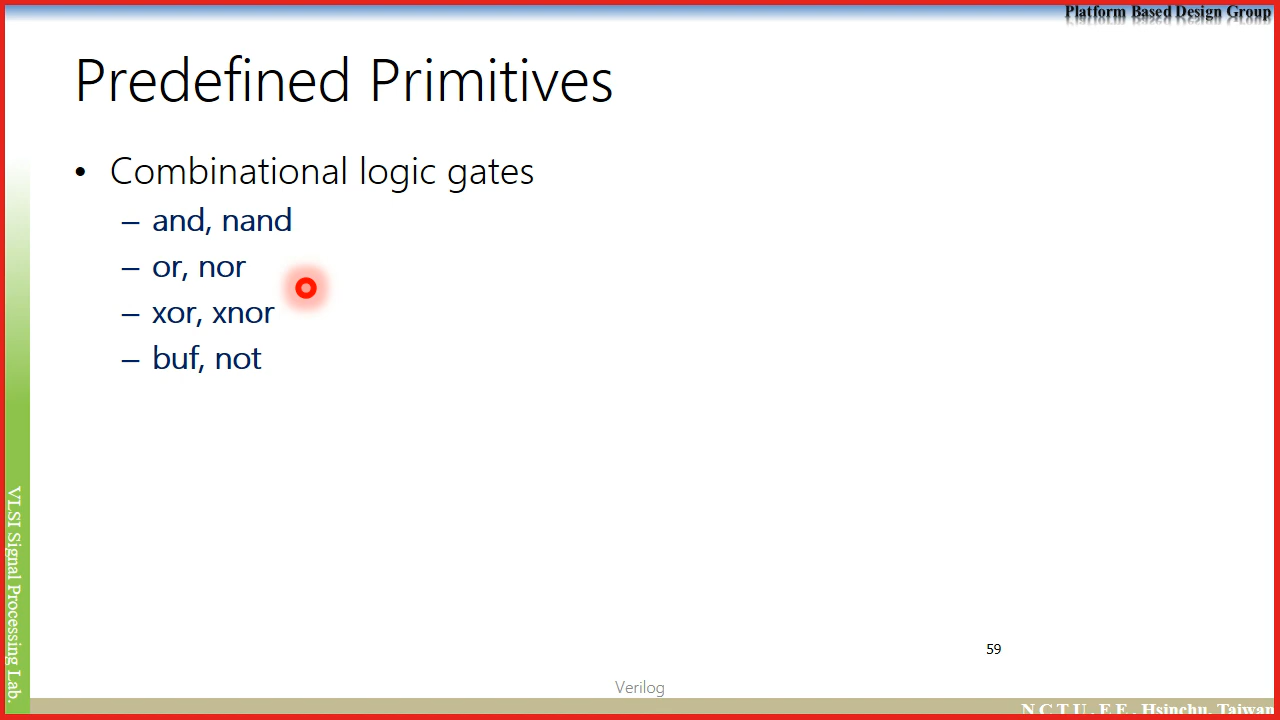 Platform Based Design Group
Predefined Primitives
• Combinational logic gates
– and, nand
– or, nor
– xor, xnor
– buf, not
VLSI Signal Processing Lab.
59
Verilog
N C T U . E E . Hsinchu. Taiwan